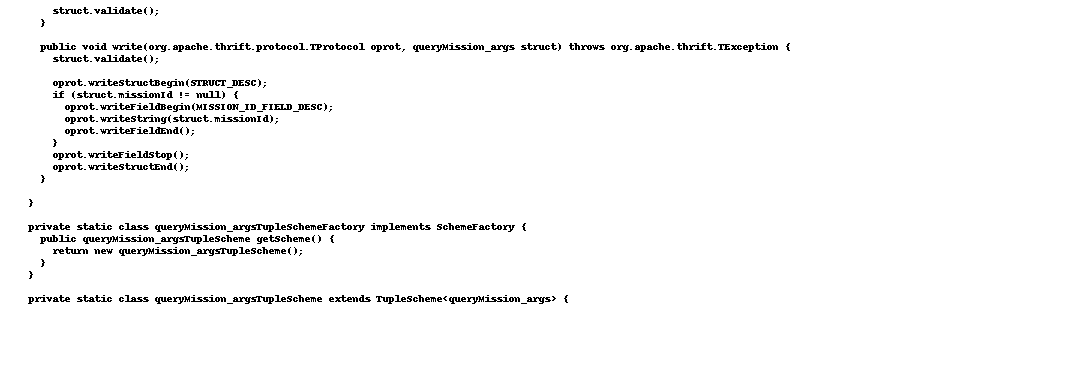 struct.validate();
}
public void write(org.apache.thrift.protocol.TProtocol oprot, queryMission_args struct) throws org.apache.thrift.TException {
struct.validate();
oprot.writeStructBegin(STRUCT_DESC);
if (struct.missionId != null) {
oprot.writeFieldBegin(MISSION_ID_FIELD_DESC);
oprot.writeString(struct.missionId);
oprot.writeFieldEnd();
}
oprot.writeFieldStop();
oprot.writeStructEnd();
}
}
private static class queryMission_argsTupleSchemeFactory implements SchemeFactory {
public queryMission_argsTupleScheme getScheme() {
return new queryMission_argsTupleScheme();
}
}
private static class queryMission_argsTupleScheme extends TupleScheme<queryMission_args> {